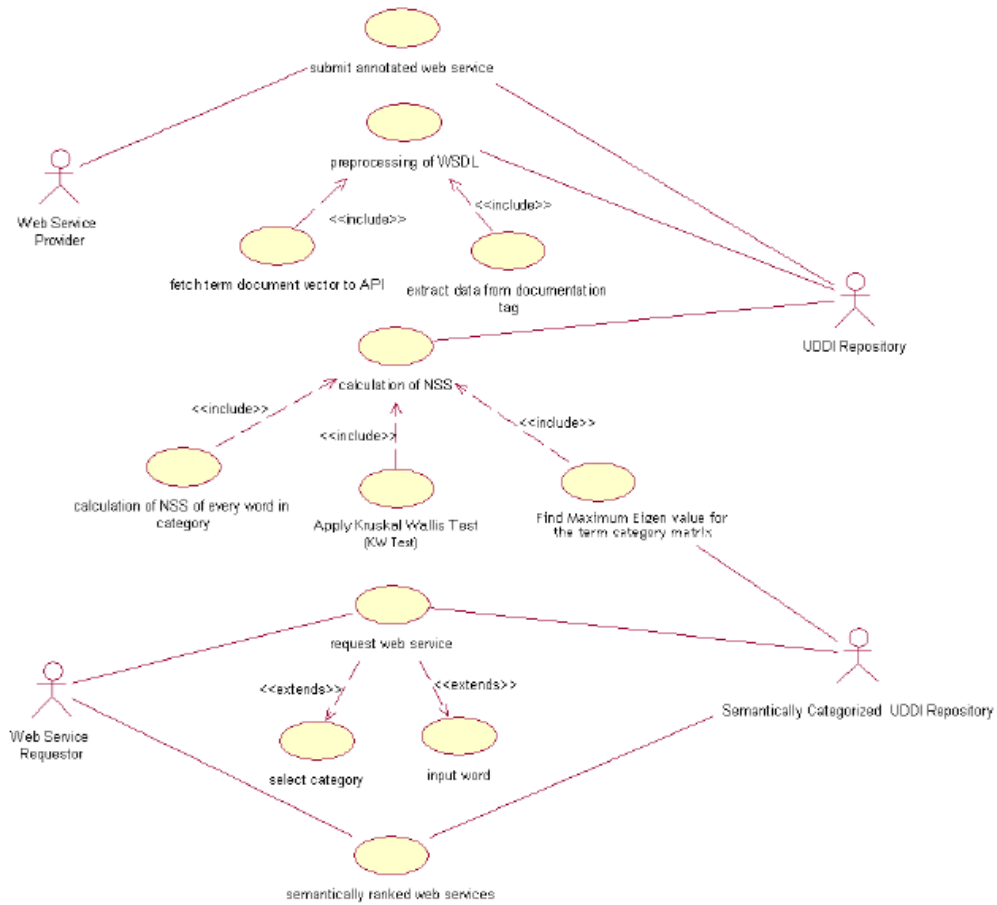 submit annotated web service
preprocessing of WSDL
Web Service
Provider
<<include>>
<<include>>
fetch term document vector to API
extract data from documentation
tag
UDDI Repository
calculation of NSS
<<include>>
<<include>>
<<include>>
calculation of NSS of every word in
category
Apply Kruskal Wallis Test
(KW Test)
Find Maximum Eigen value for
the term category matrix
request web service
<<extends>>
<<extends>>
Web Service
Requestor
Semantically Categorized UDDI Repository
select category
input word
semantically ranked web services